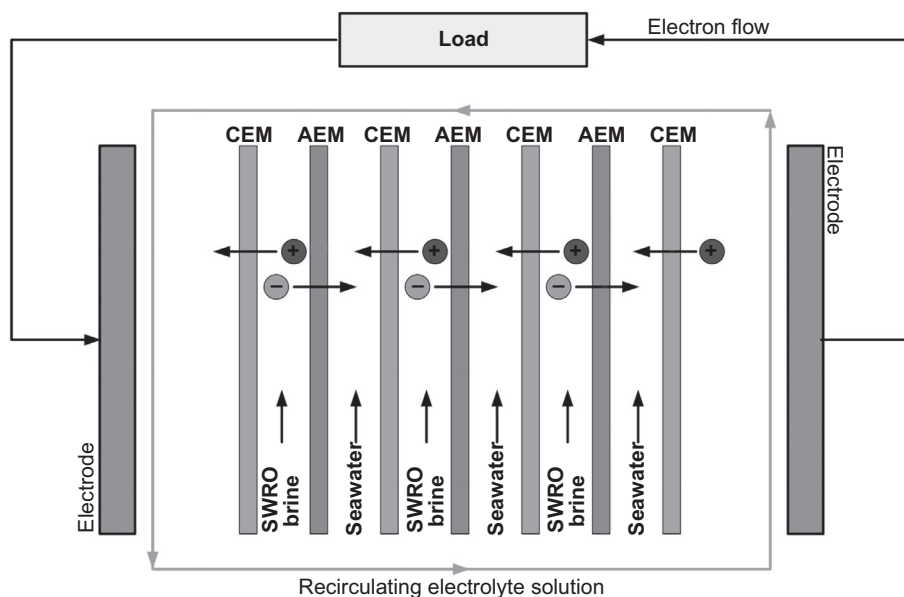 Load
Electron flow
CEM AEM CEM AEM CEM AEM CEM
Electrode
Electrode
+ + + +
− − −
SWRO
brine
Seawater
SWRO
brine
Seawater
SWRO
brine
Seawater
Recirculating electrolyte solution